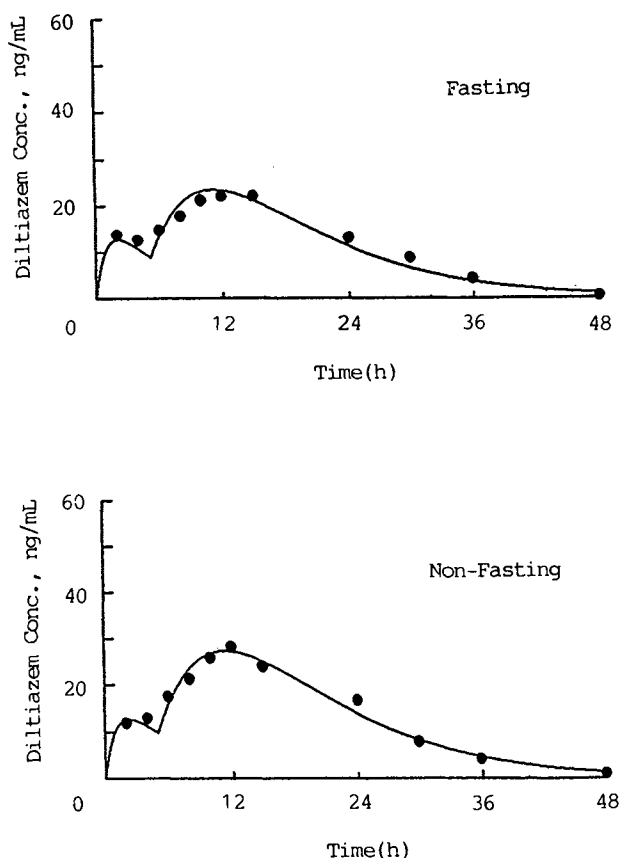 60
40
20
0
Diltiazem Conc., ng/mL
Fasting
12
24
36
48
Time(h)
60
40
20
0
Diltiazem Conc., ng/mL
Non-Fasting
12
24
36
48
Time(h)